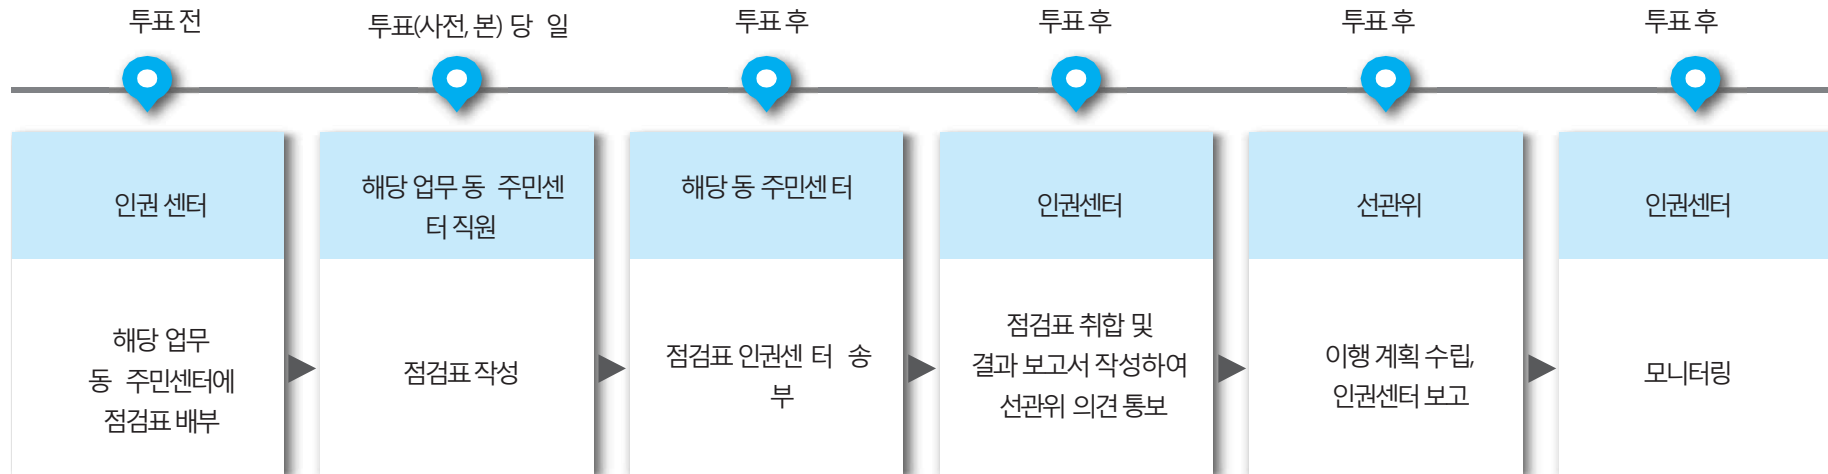 투표 전
투표(사전, 본) 당 일
투표 후
투표 후
투표 후
투표 후
인권 센터
해당 업무 동 주민센
터 직원
해당 동 주민센 터
인권센터
선관위
인권센터
해당 업무
동 주민센터에
점검표 배부
점검표 작성
점검표 인권센 터 송
부
점검표 취합 및
결과 보고서 작성하여
선관위 의견 통보
이행 계획 수립,
인권센터 보고
모니터링